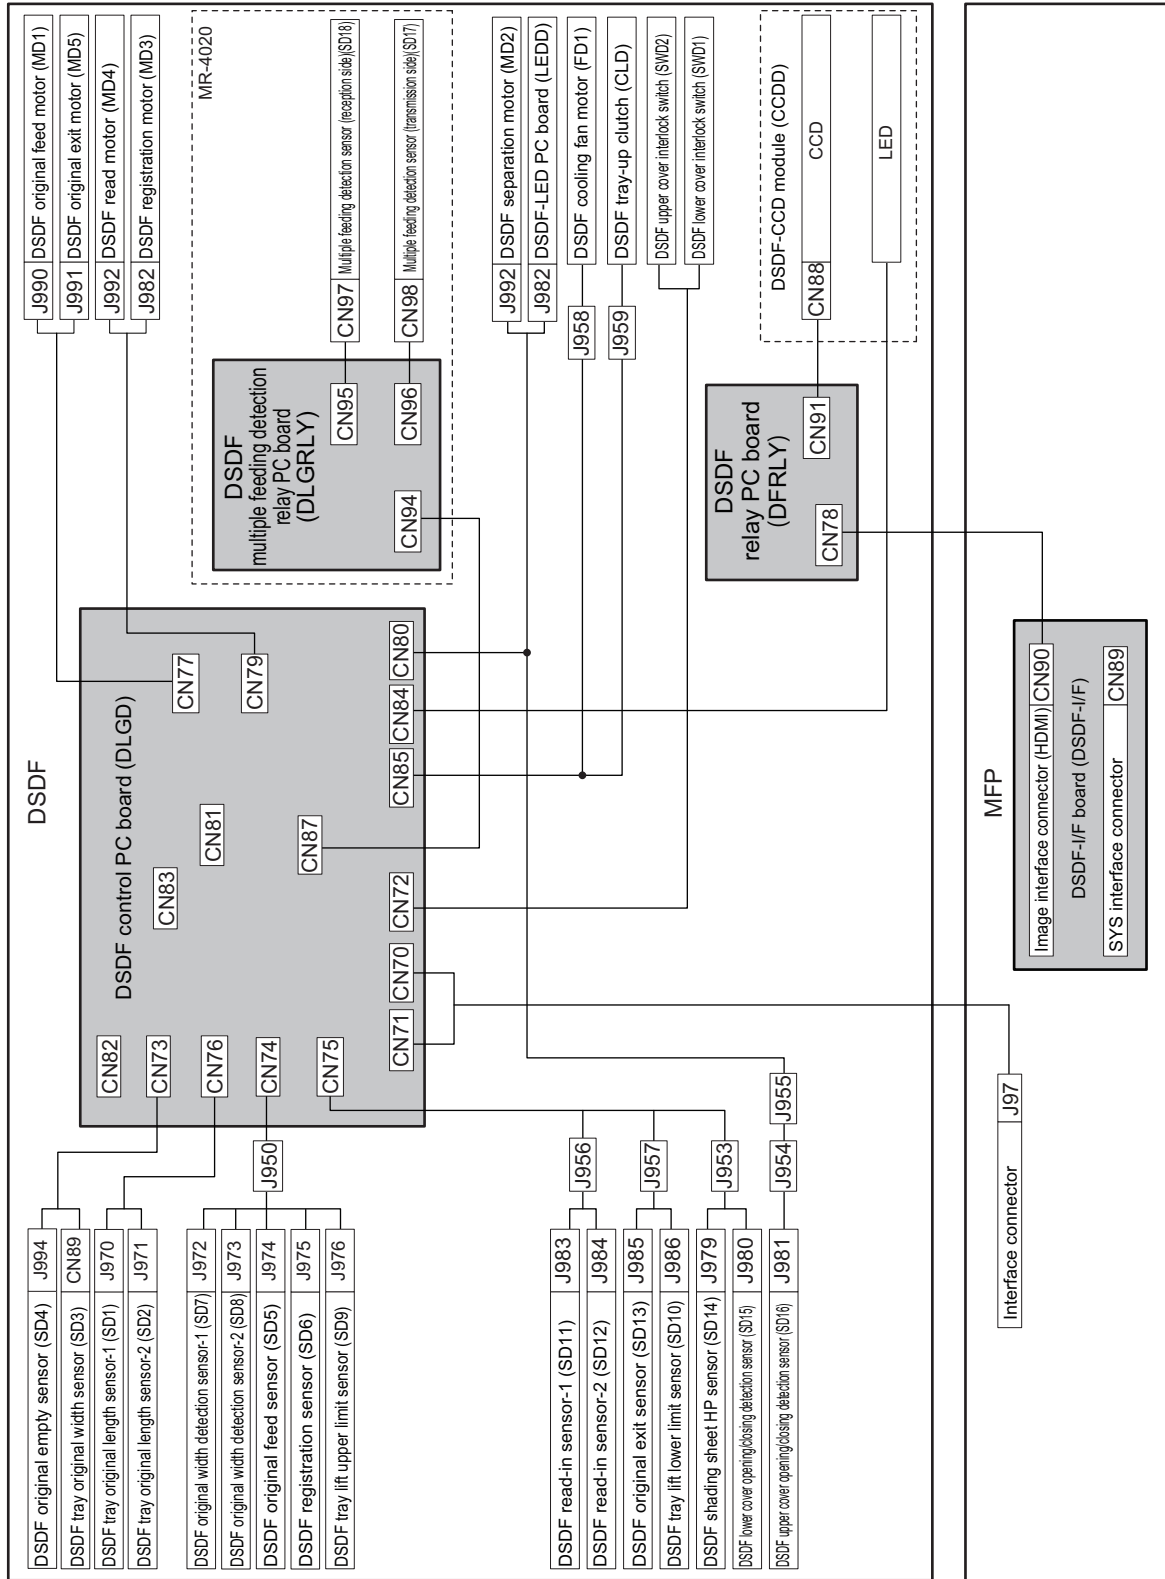 DSDF
DSDF original empty sensor (SD4) J994
DSDF tray original width sensor (SD3) CN89
DSDF tray original length sensor-1 (SD1) J970
DSDF tray original length sensor-2 (SD2) J971
DSDF original width detection sensor-1 (SD7) J972
DSDF original width detection sensor-2 (SD8) J973
DSDF original feed sensor (SD5) J974
DSDF registration sensor (SD6) J975
DSDF tray lift upper limit sensor (SD9) J976
J950
DSDF read-in sensor-1 (SD11) J983
DSDF read-in sensor-2 (SD12) J984
DSDF original exit sensor (SD13) J985
DSDF tray lift lower limit sensor (SD10) J986
DSDF shading sheet HP sensor (SD14) J979
DSDF lower cover opening/closing detection sensor (SD15) J980
DSDF upper cover opening/closing detection sensor (SD16) J981
J956
J957
J953
J954
J955
DSDF control PC board (DLGD)
CN82
CN73
CN76
CN74
CN75
CN83
CN81
CN77
CN79
CN87
CN71
CN70
CN72
CN85
CN84
CN80
J990 DSDF original feed motor (MD1)
J991 DSDF original exit motor (MD5)
J992 DSDF read motor (MD4)
J982 DSDF registration motor (MD3)
MR-4020
DSDF
multiple feeding detection
relay PC board
(DLGRLY)
CN94
CN95
CN96
CN97 Multiple feeding detection sensor (reception side)(SD18)
CN98 Multiple feeding detection sensor (transmission side)(SD17)
J992 DSDF separation motor (MD2)
J982 DSDF-LED PC board (LEDD)
J958
DSDF cooling fan motor (FD1)
J959
DSDF tray-up clutch (CLD)
DSDF upper cover interlock switch (SWD2)
DSDF lower cover interlock switch (SWD1)
DSDF
relay PC board
(DFRLY)
CN78
CN91
DSDF-CCD module (CCDD)
CN88 CCD
LED
MFP
Interface connector J97
Image interface connector (HDMI) CN90
DSDF-I/F board (DSDF-I/F)
SYS interface connector CN89